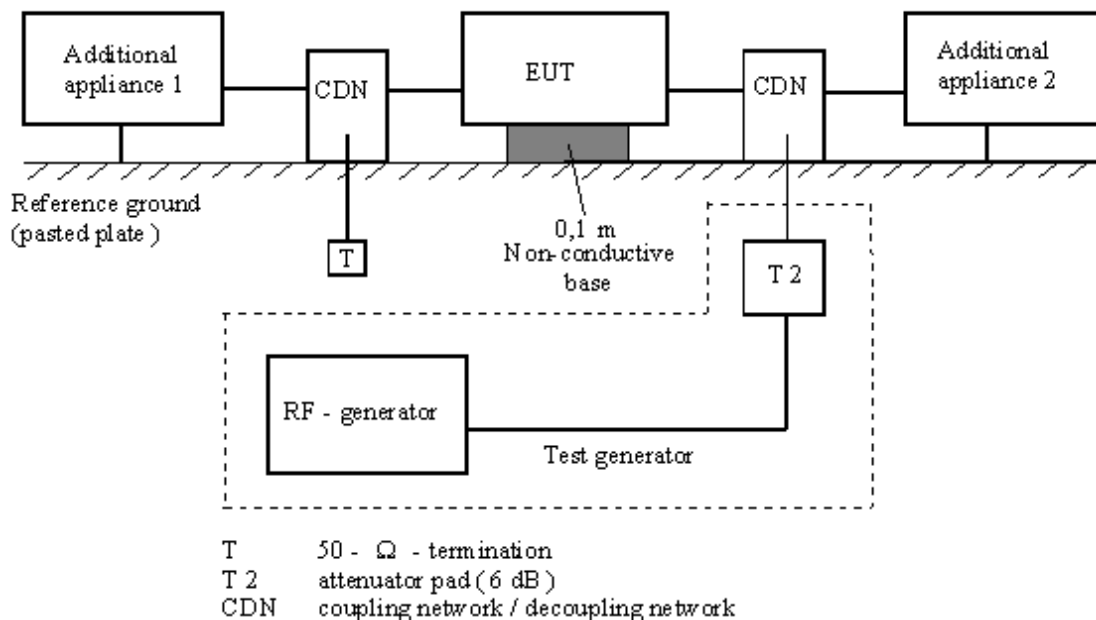 Additional
appliance 1
CDN
EUT
CDN
Additional
appliance 2
Reference ground
(pasted plate )
T
0,1 m
Non-conductive
base
T 2
RF - generator
Test generator
T 50 - Ω - termination
T 2 attenuator pad ( 6 dB )
CDN coupling network / decoupling network